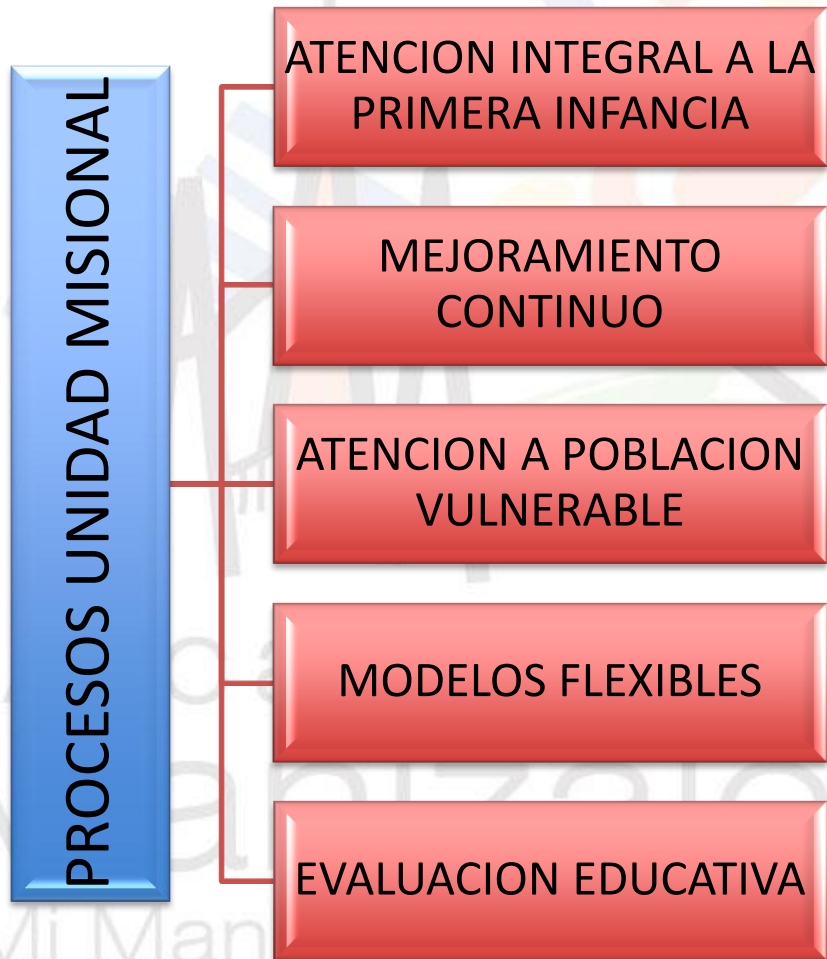 PROCESOS UNIDAD MISIONAL
ATENCION INTEGRAL A LA
PRIMERA INFANCIA
MEJORAMIENTO
CONTINUO
ATENCION A POBLACION
VULNERABLE
MODELOS FLEXIBLES
EVALUACION EDUCATIVA